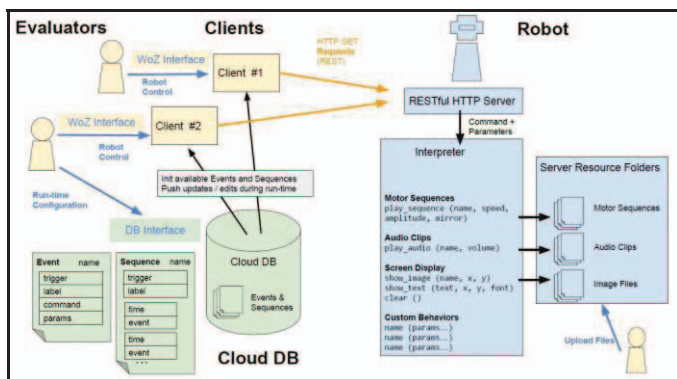 Evaluators
Clients
Robot
WoZ Interface
Robot
Control
Client #1
HTTP GET
Requests
(REST)
WoZ Interface
Robot
Control
Client #2
RESTful HTTP Server
Command +
Parameters
Run-time
Configuration
Init available Events and Sequences
Push updates / edits during run-time
DB Interface
Event name
trigger
label
command
params
Sequence name
trigger
label
time
event
time
event
...
Cloud DB
Events &
Sequences
Cloud DB
Interpreter
Motor Sequences
play_sequence (name, speed,
amplitude, mirror)
Audio Clips
play_audio (name, volume)
Screen Display
show_image (name, x, y)
show_text (text, x, y, font)
clear ()
Custom Behaviors
name (params...)
name (params...)
name (params...)
Server Resource Folders
Motor Sequences
Audio Clips
Image Files
Upload Files